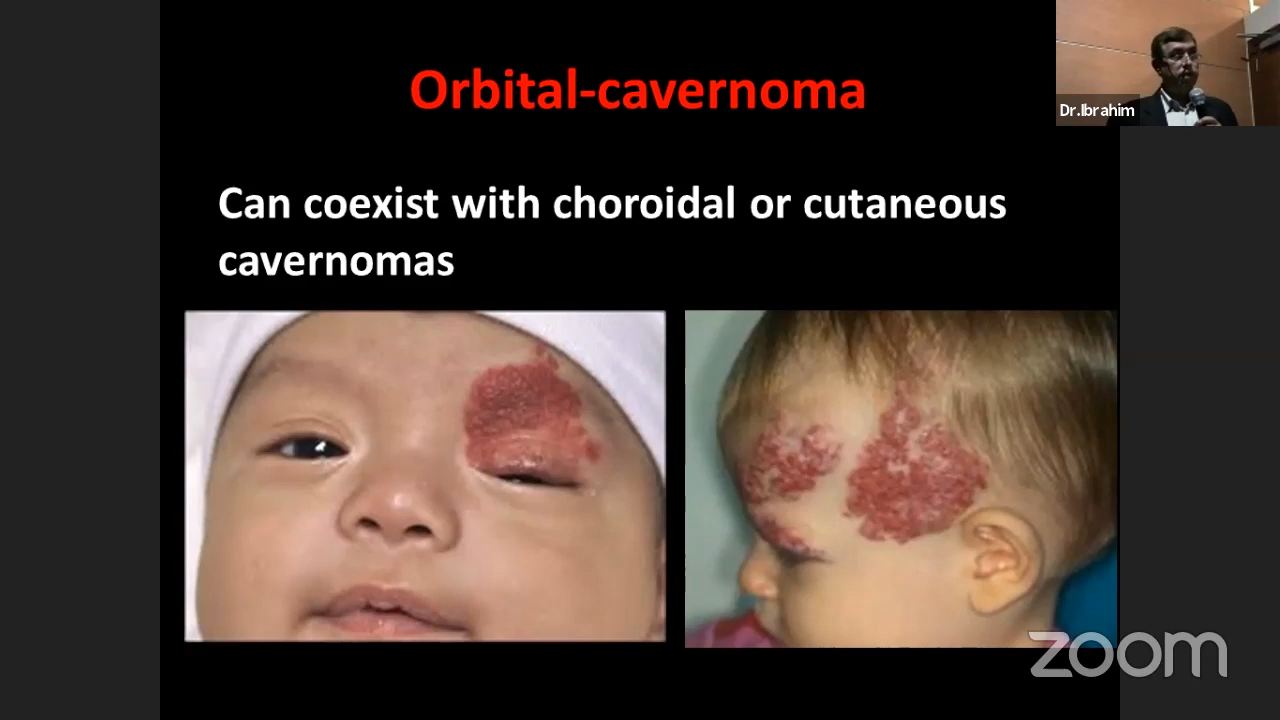 Orbital-cavernoma
Dr.Ibrahim
Can coexist with choroidal or cutaneous
cavernomas
zoom